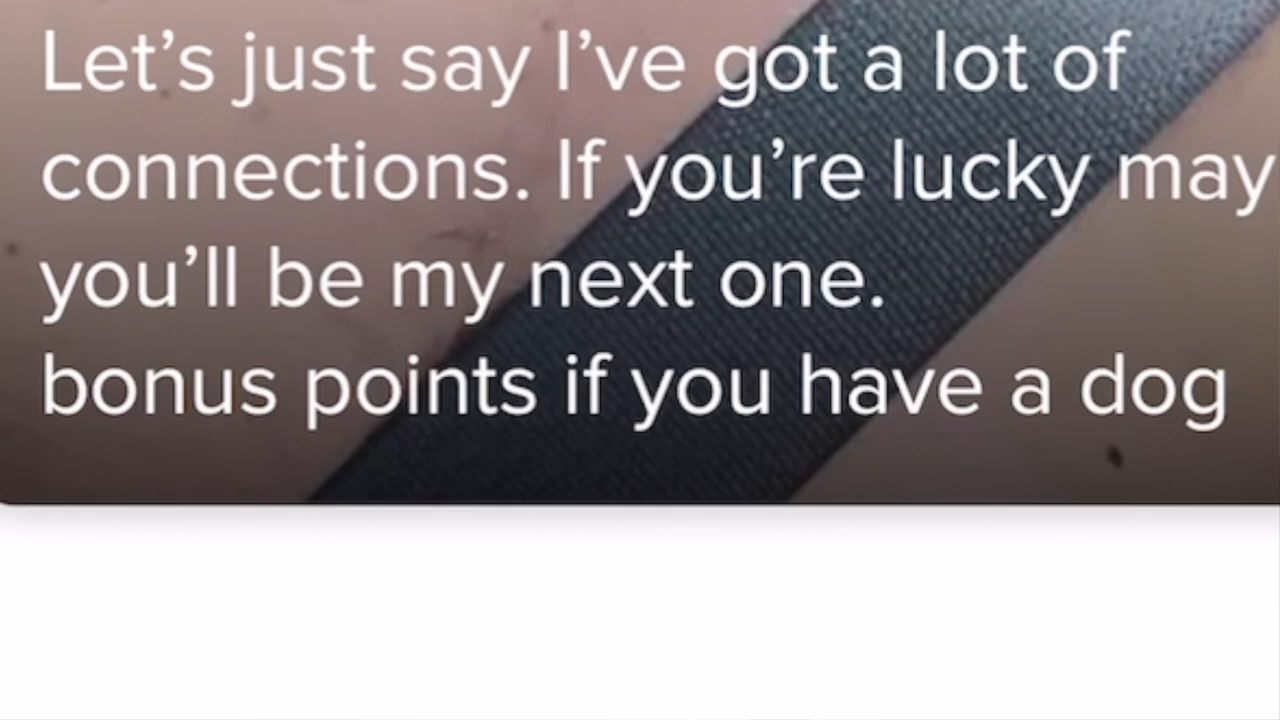 Let’s just say I’ve got a lot of
connections. If you’re lucky may
you’ll be my next one.
bonus points if you have a dog